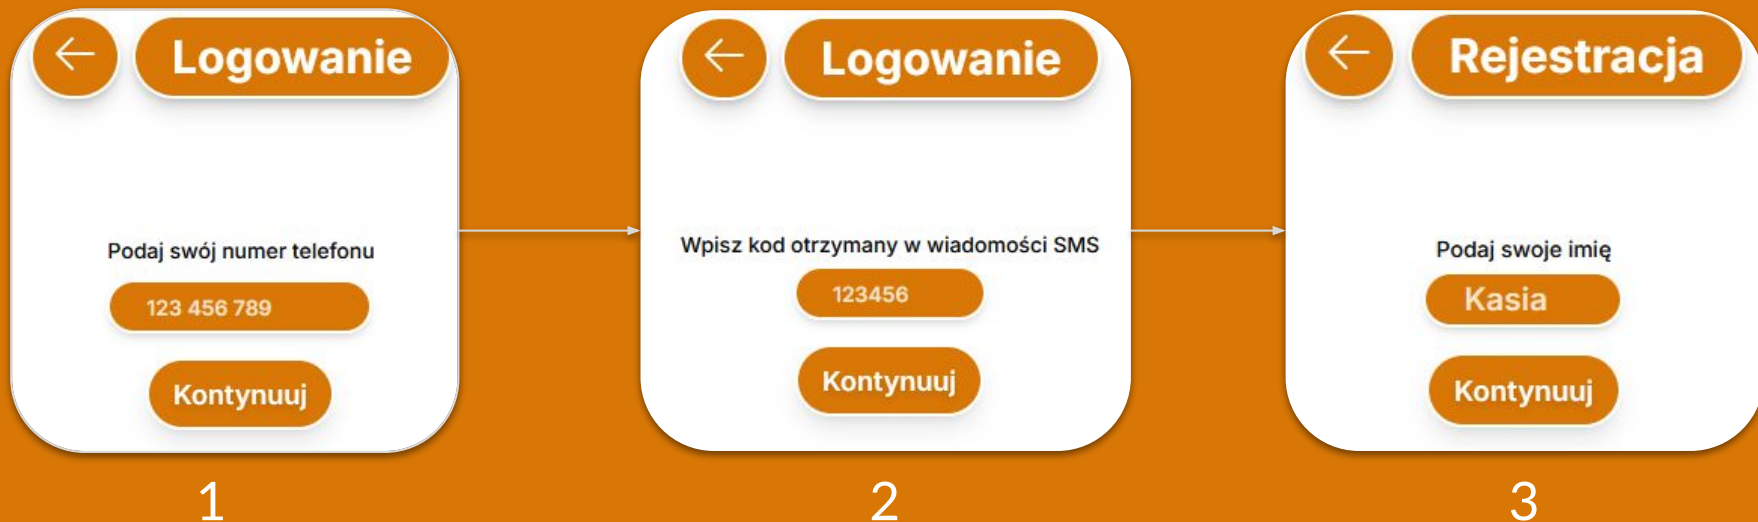 Logowanie
Podaj swój numer telefonu
123 456 789
Kontynuuj
1
Logowanie
Wpisz kod otrzymany w wiadomości SMS
123456
Kontynuuj
2
Rejestracja
Podaj swoje imię
Kasia
Kontynuuj
3